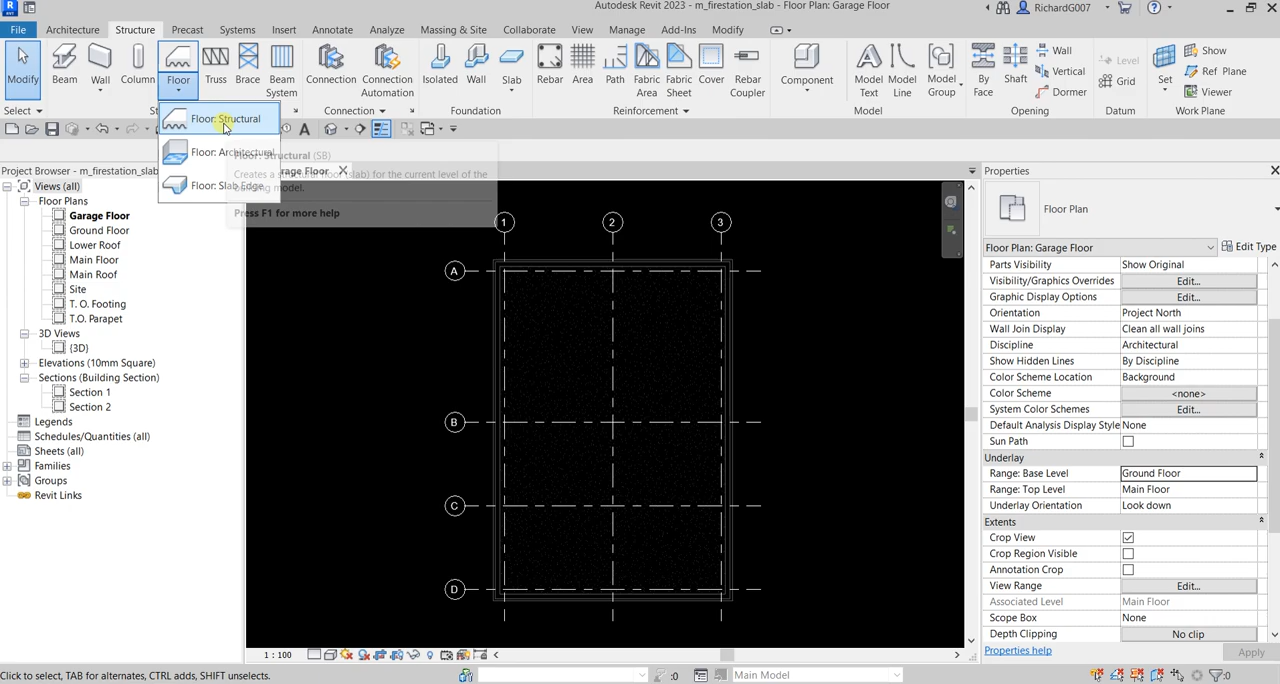 Autodesk Revit 2023 - m_firestation_slab - Floor Plan: Garage Floor
RichardG007
File Architecture Structure Precast Systems Insert Annotate Analyze Massing & Site Collaborate View Manage Add-Ins Modify
Modify Beam Wall Column Floor Truss Brace Beam System Connection Connection Automation Isolated Wall Slab Rebar Area Path Fabric Area Fabric Sheet Cover Rebar Coupler Component Model Text Model Line Model Group By Face Shaft Wall Vertical Dormer Level Grid Set Show Ref Plane Viewer
Select Connection Foundation Reinforcement Model Opening Datum Work Plane
Floor: Structural
Floor: Architectural
Floor: Slab Edge
Floor: Structural (SB)
Creates a structural floor (slab) for the current level of the
building model.
Press F1 for more help
Project Browser - m_firestation_slab
Views (all)
Floor Plans
Garage Floor
Ground Floor
Lower Roof
Main Floor
Main Roof
Site
T. O. Footing
T.O. Parapet
3D Views
{3D}
Elevations (10mm Square)
Sections (Building Section)
Section 1
Section 2
Legends
Schedules/Quantities (all)
Sheets (all)
Families
Groups
Revit Links
1 2 3
A
B
C
D
Properties
Floor Plan
Floor Plan: Garage Floor Edit Type
Parts Visibility Show Original
Visibility/Graphics Overrides Edit...
Graphic Display Options Edit...
Orientation Project North
Wall Join Display Clean all wall joins
Discipline Architectural
Show Hidden Lines By Discipline
Color Scheme Location Background
Color Scheme <none>
System Color Schemes Edit...
Default Analysis Display Style None
Sun Path
Underlay
Range: Base Level Ground Floor
Range: Top Level Main Floor
Underlay Orientation Look down
Extents
Crop View
Crop Region Visible
Annotation Crop
View Range Edit...
Associated Level Main Floor
Scope Box None
Depth Clipping No clip
Properties help Apply
1 : 100
Click to select, TAB for alternates, CTRL adds, SHIFT unselects. :0 Main Model :0